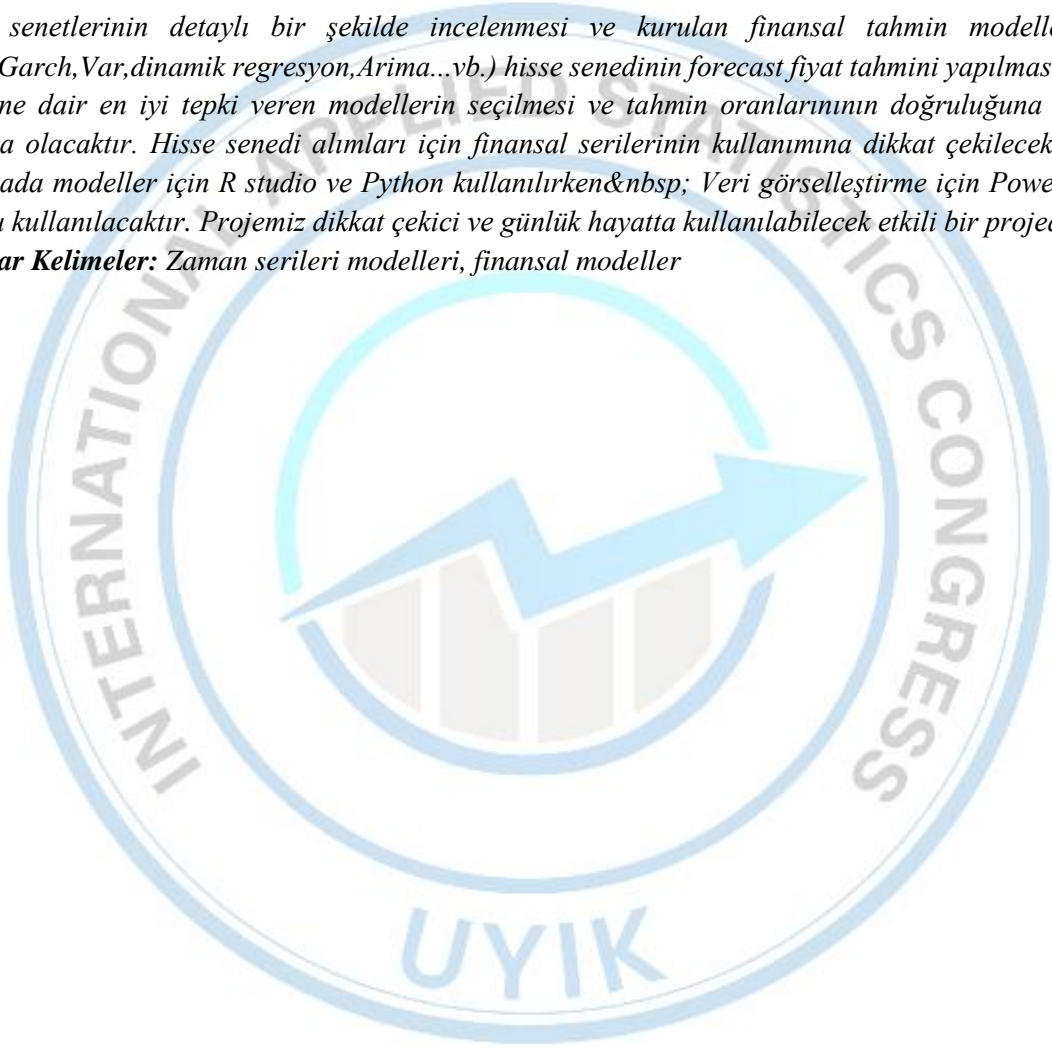 senetlerinin detaylı bir şekilde incelenmesi ve kurulan finansal tahmin modelle
Garch,Var,dinamik regresyon,Arima...vb.) hisse senedinin forecast fiyat tahmini yapılmas
ne dair en iyi tepki veren modellerin seçilmesi ve tahmin oranlarınının doğruluğuna
a olacaktır. Hisse senedi alımları için finansal serilerinin kullanımına dikkat çekilecek
ada modeller için R studio ve Python kullanılırken&nbsp; Veri görselleştirme için Powe
ı kullanılacaktır. Projemiz dikkat çekici ve günlük hayatta kullanılabilecek etkili bir projed
ar Kelimeler: Zaman serileri modelleri, finansal modeller
INTERNATIONAL APPLIED STATISTICS CONGRESS
UYIK